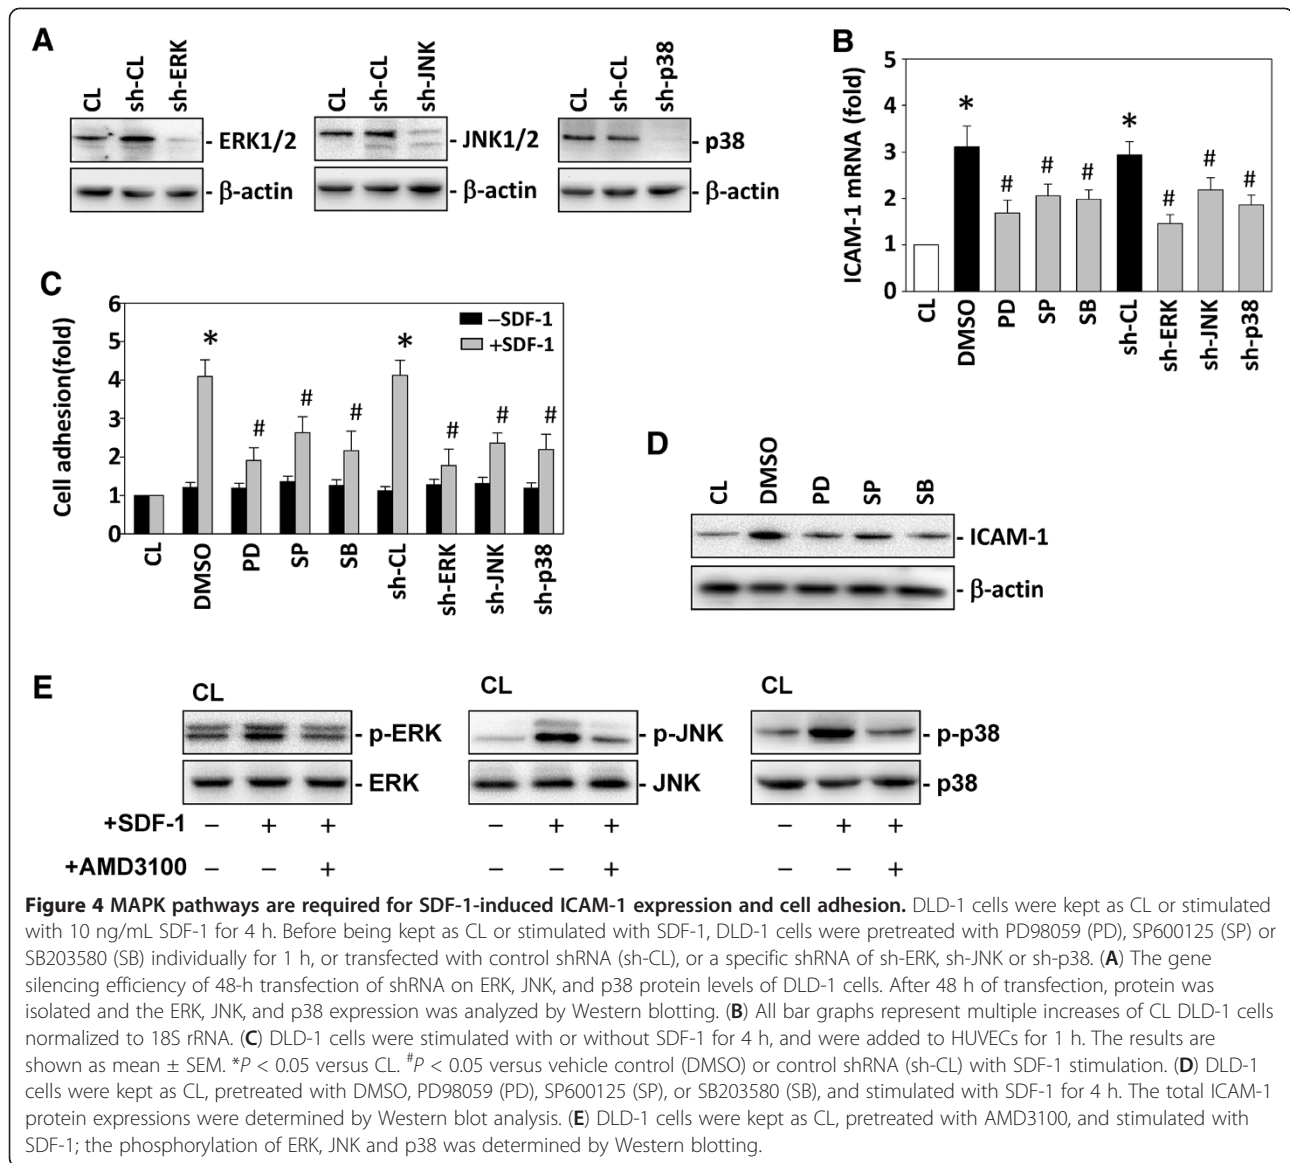 A
CL
sh-CL
sh-ERK
- ERK1/2
- β-actin
CL
sh-CL
sh-JNK
- JNK1/2
- β-actin
CL
sh-CL
sh-p38
- p38
- β-actin
B
ICAM-1 mRNA (fold)
5
4
3
2
1
0
*
#
#
#
*
#
#
#
CL
DMSO
PD
SP
SB
sh-CL
sh-ERK
sh-JNK
sh-p38
C
Cell adhesion(fold)
6
5
4
3
2
1
0
–SDF-1
+SDF-1
*
#
#
#
*
#
#
#
CL
DMSO
PD
SP
SB
sh-CL
sh-ERK
sh-JNK
sh-p38
D
CL
DMSO
PD
SP
SB
- ICAM-1
- β-actin
E
CL
- p-ERK
- ERK
CL
- p-JNK
- JNK
CL
- p-p38
- p38
+SDF-1 – + + – + + – + +
+AMD3100 – – + – – + – – +
Figure 4 MAPK pathways are required for SDF-1-induced ICAM-1 expression and cell adhesion. DLD-1 cells were kept as CL or stimulated
with 10 ng/mL SDF-1 for 4 h. Before being kept as CL or stimulated with SDF-1, DLD-1 cells were pretreated with PD98059 (PD), SP600125 (SP) or
SB203580 (SB) individually for 1 h, or transfected with control shRNA (sh-CL), or a specific shRNA of sh-ERK, sh-JNK or sh-p38. (A) The gene
silencing efficiency of 48-h transfection of shRNA on ERK, JNK, and p38 protein levels of DLD-1 cells. After 48 h of transfection, protein was
isolated and the ERK, JNK, and p38 expression was analyzed by Western blotting. (B) All bar graphs represent multiple increases of CL DLD-1 cells
normalized to 18S rRNA. (C) DLD-1 cells were stimulated with or without SDF-1 for 4 h, and were added to HUVECs for 1 h. The results are
shown as mean ± SEM. *P < 0.05 versus CL. #P < 0.05 versus vehicle control (DMSO) or control shRNA (sh-CL) with SDF-1 stimulation. (D) DLD-1
cells were kept as CL, pretreated with DMSO, PD98059 (PD), SP600125 (SP), or SB203580 (SB), and stimulated with SDF-1 for 4 h. The total ICAM-1
protein expressions were determined by Western blot analysis. (E) DLD-1 cells were kept as CL, pretreated with AMD3100, and stimulated with
SDF-1; the phosphorylation of ERK, JNK and p38 was determined by Western blotting.